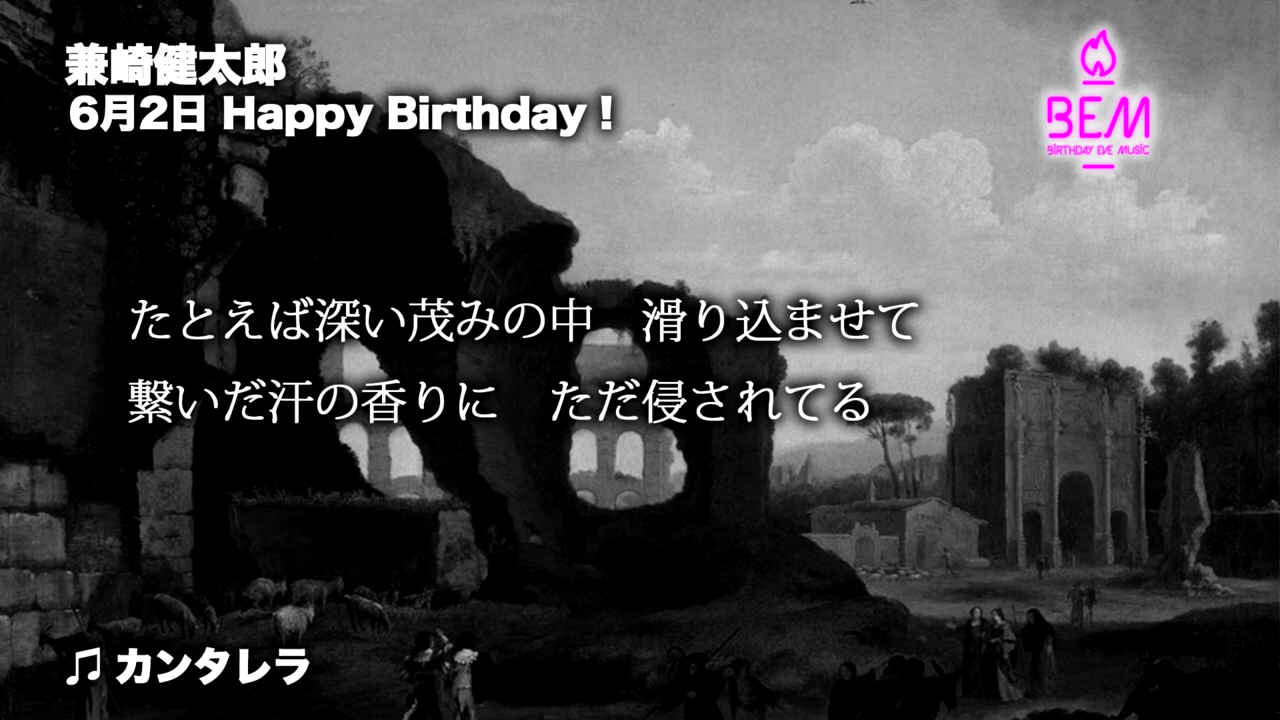 兼崎健太郎
6月2日 Happy Birthday！
BEM
BIRTHDAY EVE MUSIC
たとえば深い茂みの中　滑り込ませて
繋いだ汗の香りに　ただ侵されてる
♫ カンタレラ